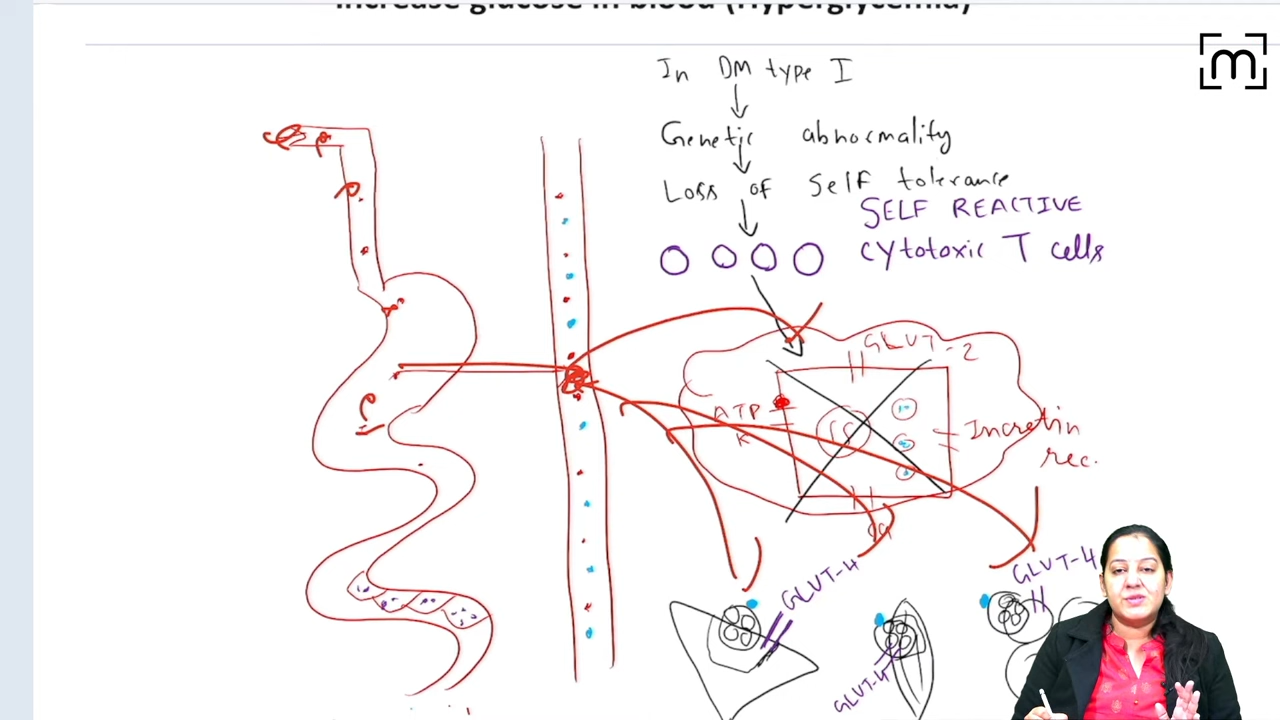 Increase glucose in blood (Hyperglycemia)
m
In DM type I
Genetic abnormality
Loss of Self tolerance
SELF REACTIVE
cytotoxic T cells
GLUT-2
ATP
K
Incretin
rec.
GLUT-4
GLUT-4
GLUT-4